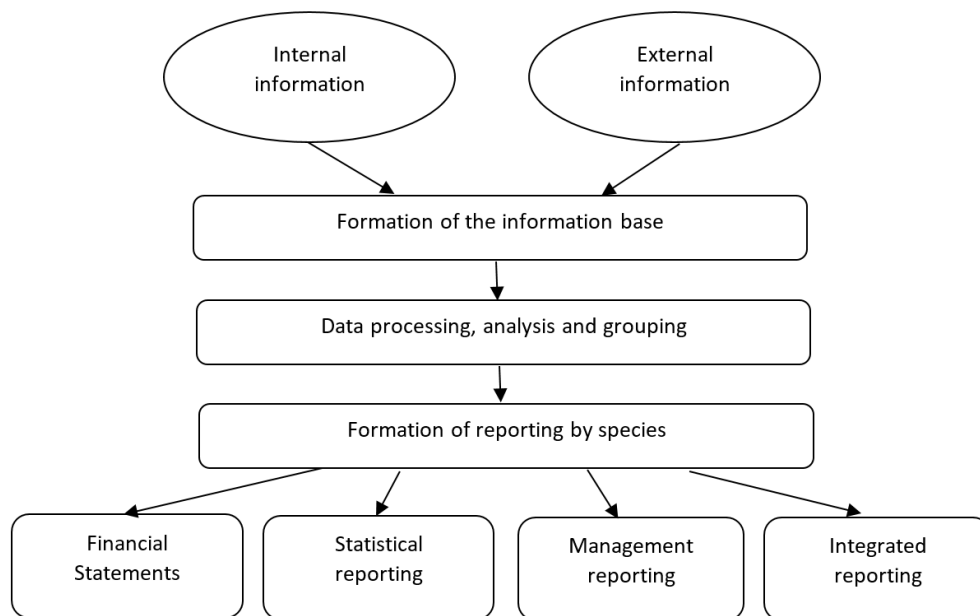 Internal
information
External
information
Formation of the information base
Data processing, analysis and grouping
Formation of reporting by species
Financial
Statements
Statistical
reporting
Management
reporting
Integrated
reporting